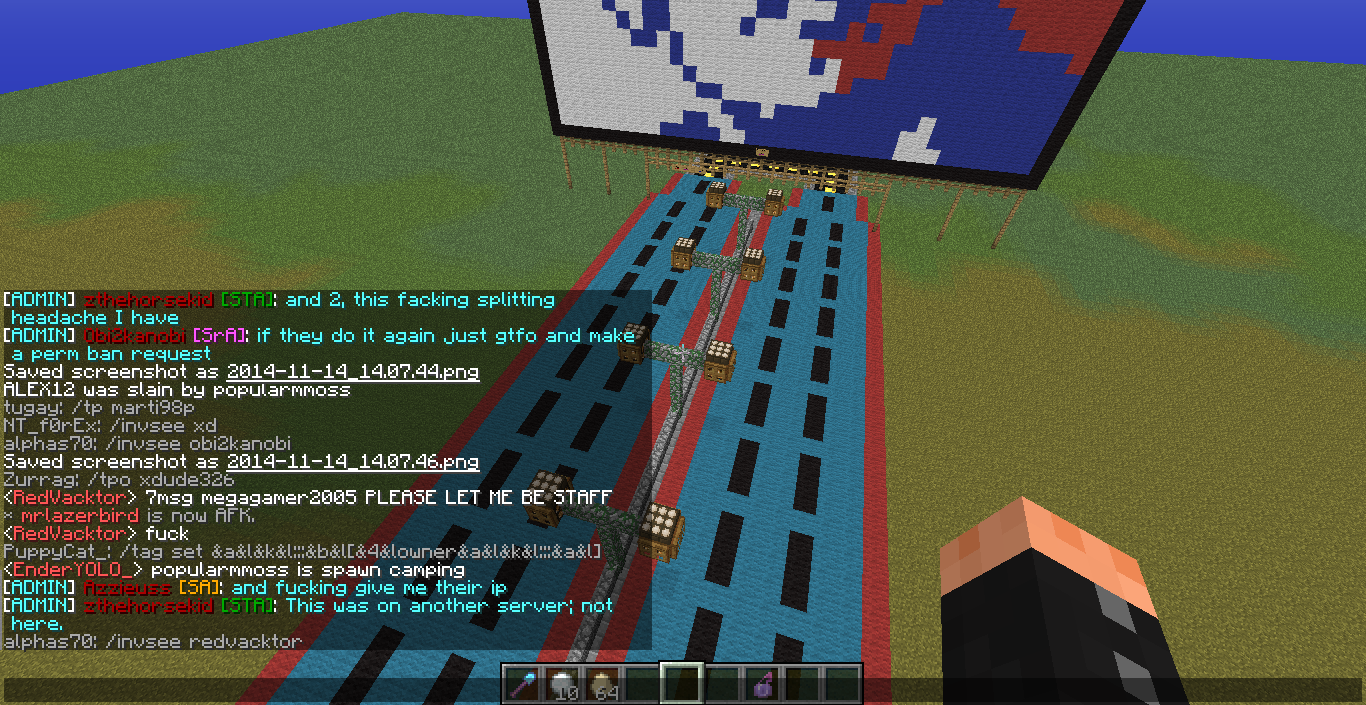 [ADMIN] zthehorsekid [STA]: and 2, this facking splitting
headache I have
[ADMIN] Obi2kanobi [SrA]: if they do it again just gtfo and make
a perm ban request
Saved screenshot as 2014-11-14_14.07.44.png
ALEX12 was slain by popularmmoss
tugay: /tp marti98p
NT_f0rEx: /invsee xd
alphas70: /invsee obi2kanobi
Saved screenshot as 2014-11-14_14.07.46.png
Zurrag: /tpo xdude326
<RedVacktor> 7msg megagamer2005 PLEASE LET ME BE STAFF
* mrlazerbird is now AFK.
<RedVacktor> fuck
PuppyCat_: /tag set &a&l&k&l:::&b&l[&4&lowner&a&l&k&l:::&a&l]
<EnderYOLO_> popularmmoss is spawn camping
[ADMIN] Azzieuss [SA]: and fucking give me their ip
[ADMIN] zthehorsekid [STA]: This was on another server; not
here.
alphas70: /invsee redvacktor
10
64